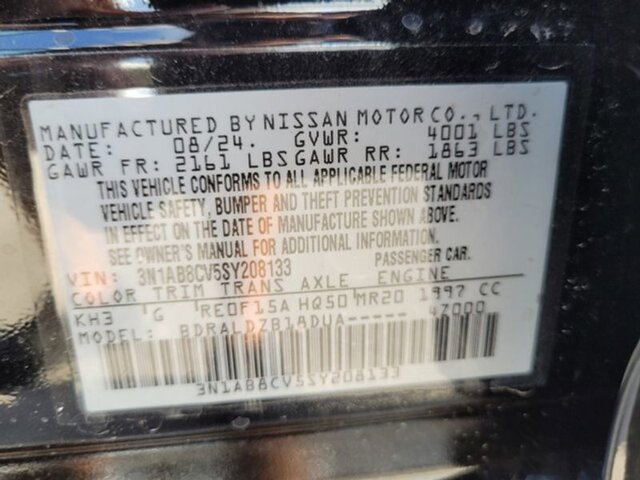 MANUFACTURED BY NISSAN MOTOR CO., LTD.
DATE: 08/24. GVWR: 4001 LBS
GAWR FR: 2161 LBS GAWR RR: 1863 LBS
THIS VEHICLE CONFORMS TO ALL APPLICABLE FEDERAL MOTOR
VEHICLE SAFETY, BUMPER AND THEFT PREVENTION STANDARDS
IN EFFECT ON THE DATE OF MANUFACTURE SHOWN ABOVE.
SEE OWNER'S MANUAL FOR ADDITIONAL INFORMATION.
VIN: 3N1AB8CV5SY208133 PASSENGER CAR.
COLOR TRIM TRANS AXLE ENGINE
KH3 G RE0F15A HQ50 MR20 1997 CC
MODEL: BDRALDZB18DUA----- 47000
3N1AB8CV5SY208133